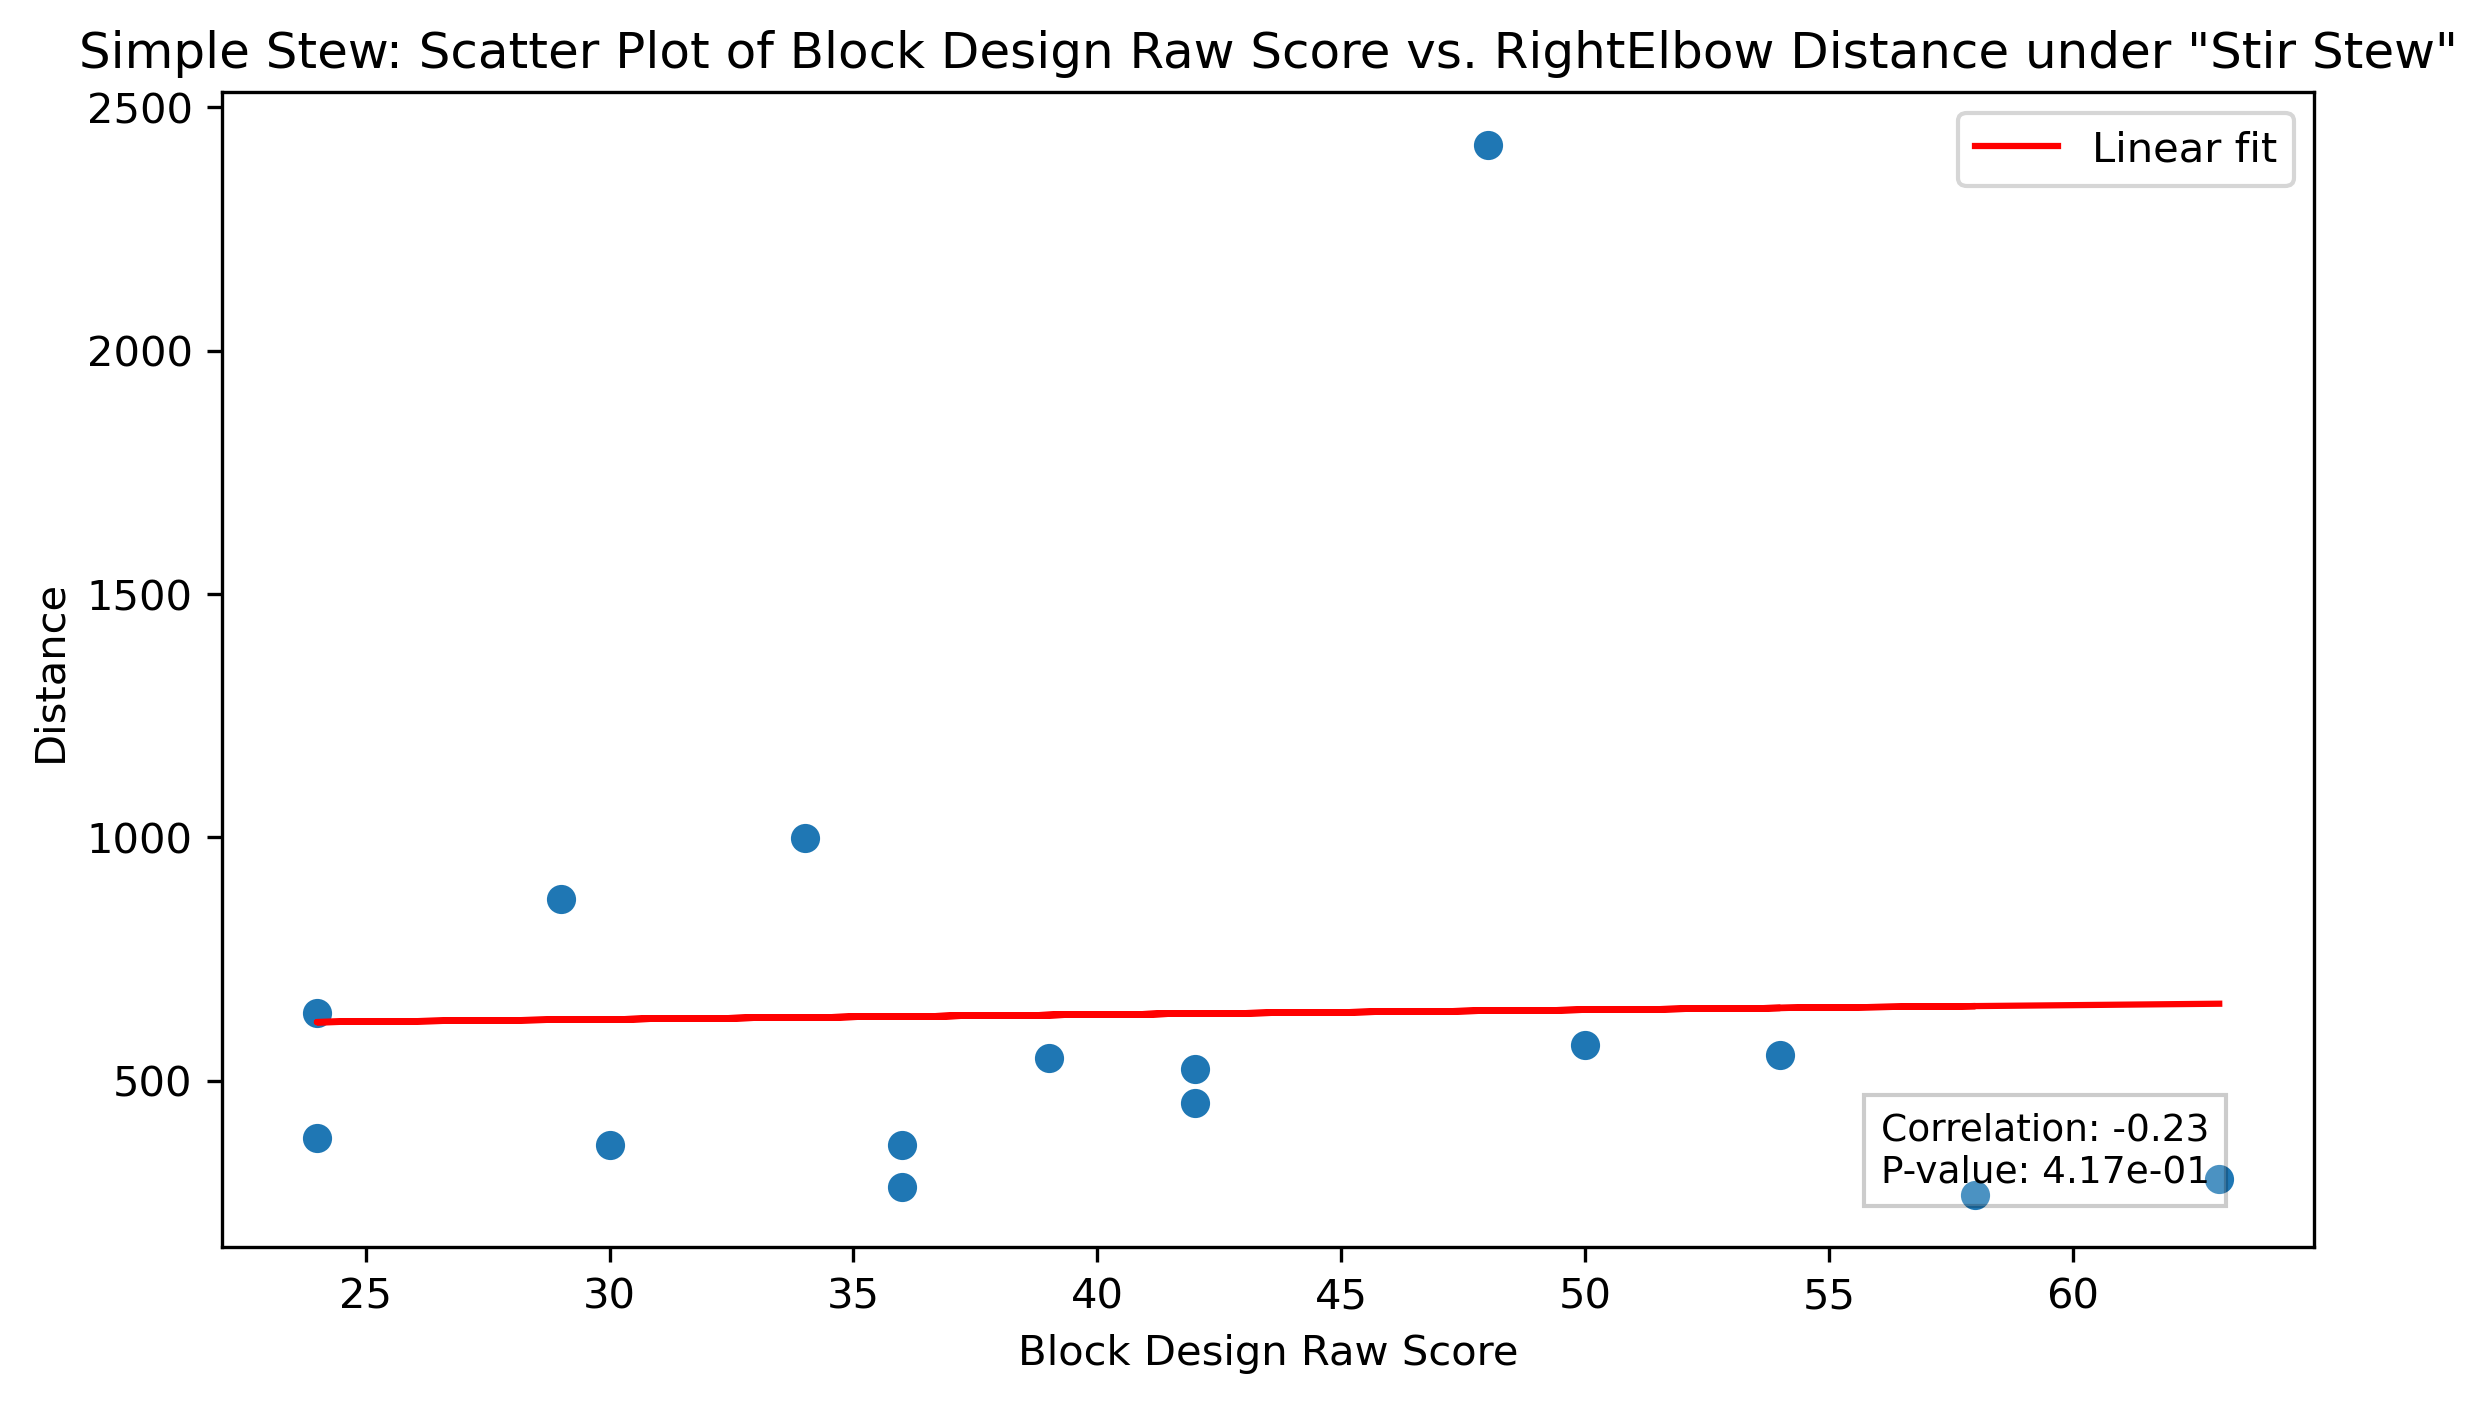 Simple Stew: Scatter Plot of Block Design Raw Score vs. RightElbow Distance under "Stir Stew"
2500
2000
1500
1000
500
Distance
Linear fit
Correlation: -0.23
P-value: 4.17e-01
25 30 35 40 45 50 55 60
Block Design Raw Score